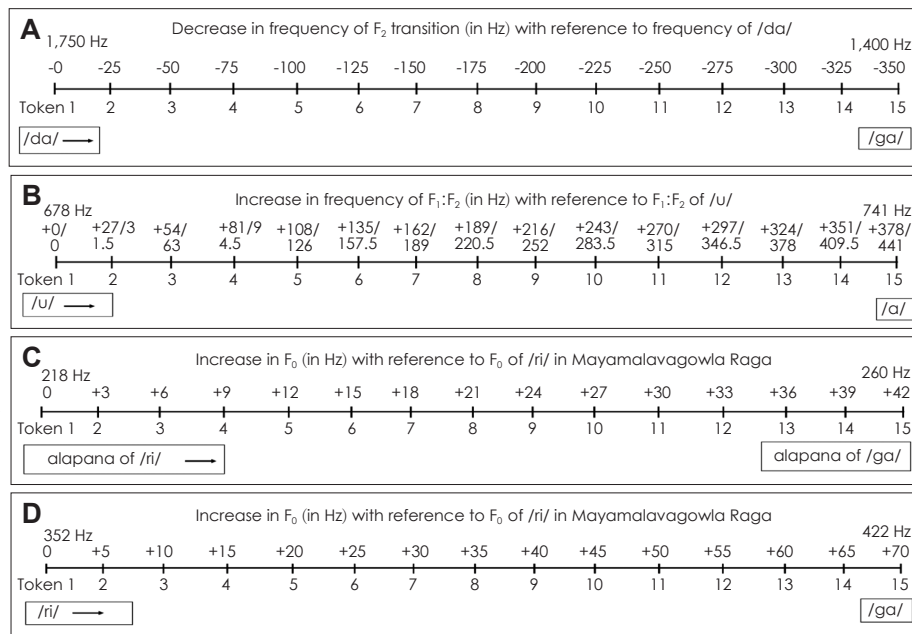 A
Decrease in frequency of F₂ transition (in Hz) with reference to frequency of /da/
1,750 Hz 1,400 Hz
-0 -25 -50 -75 -100 -125 -150 -175 -200 -225 -250 -275 -300 -325 -350
Token 1 2 3 4 5 6 7 8 9 10 11 12 13 14 15
/da/ /ga/
B
Increase in frequency of F₁:F₂ (in Hz) with reference to F₁:F₂ of /u/
678 Hz 741 Hz
+0/ +27/3 +54/ +81/9 +108/ +135/ +162/ +189/ +216/ +243/ +270/ +297/ +324/ +351/ +378/
0 1.5 63 4.5 126 157.5 189 220.5 252 283.5 315 346.5 378 409.5 441
Token 1 2 3 4 5 6 7 8 9 10 11 12 13 14 15
/u/ /a/
C
Increase in F₀ (in Hz) with reference to F₀ of /ri/ in Mayamalavagowla Raga
218 Hz 260 Hz
0 +3 +6 +9 +12 +15 +18 +21 +24 +27 +30 +33 +36 +39 +42
Token 1 2 3 4 5 6 7 8 9 10 11 12 13 14 15
alapana of /ri/ alapana of /ga/
D
Increase in F₀ (in Hz) with reference to F₀ of /ri/ in Mayamalavagowla Raga
352 Hz 422 Hz
0 +5 +10 +15 +20 +25 +30 +35 +40 +45 +50 +55 +60 +65 +70
Token 1 2 3 4 5 6 7 8 9 10 11 12 13 14 15
/ri/ /ga/